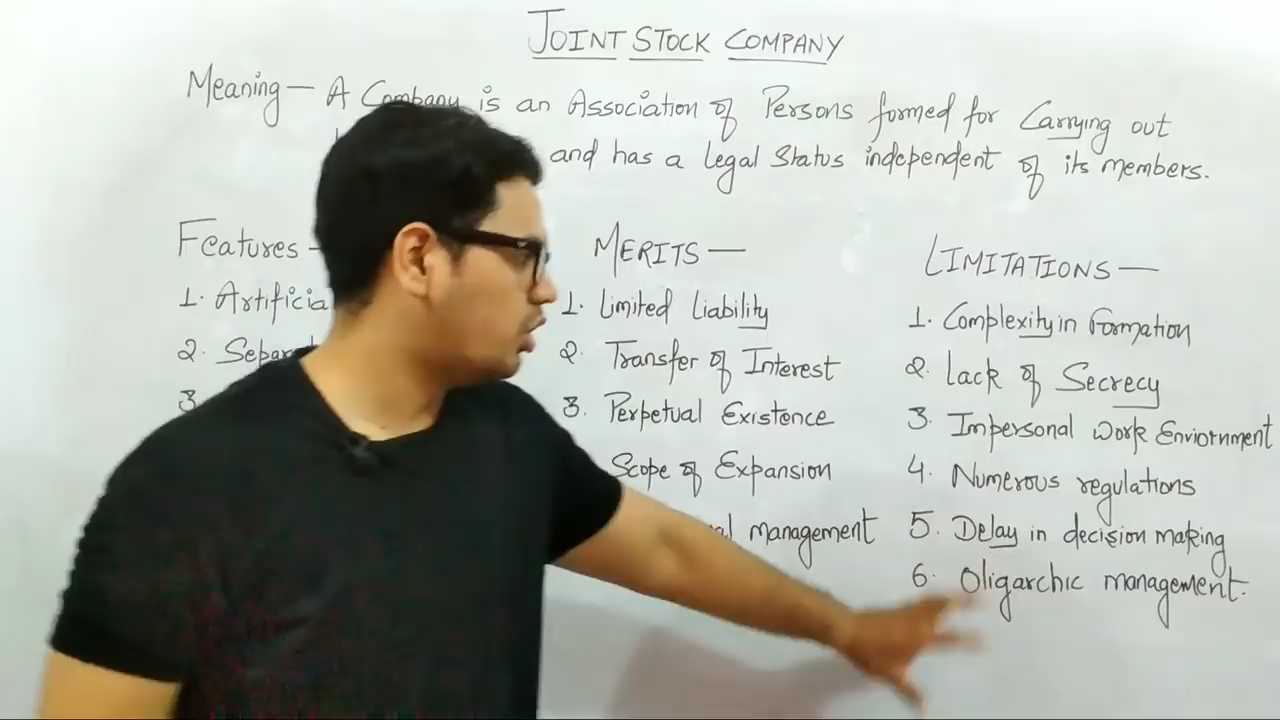 JOINT STOCK COMPANY
Meaning — A Company is an Association of Persons formed for Carrying out
and has a legal Status independent of its members.
Features -
1. Artificia
2. Separ
3.
MERITS —
1. Limited Liability
2. Transfer of Interest
3. Perpetual Existence
Scope of Expansion
management
LIMITATIONS —
1. Complexity in Formation
2. Lack of Secrecy
3. Impersonal Work Enviornment
4. Numerous regulations
5. Delay in decision making
6. Oligarchic management.